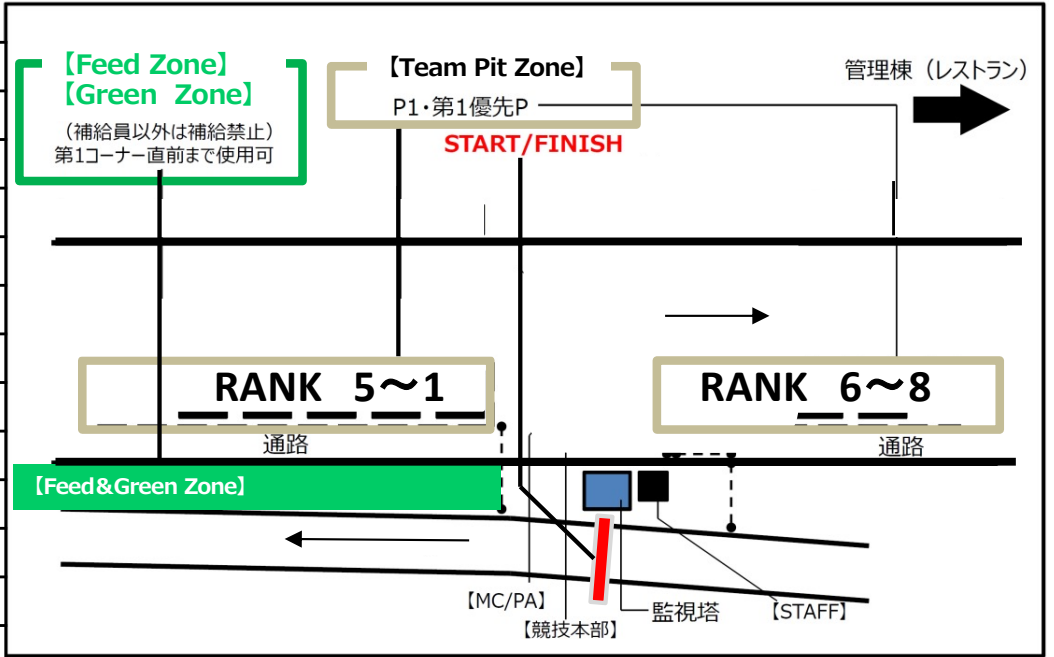 【Feed Zone】
【Green Zone】
（補給員以外は補給禁止）
第1コーナー直前まで使用可
【Team Pit Zone】
P1・第1優先P
START/FINISH
管理棟（レストラン）
RANK 5～1
RANK 6～8
通路
通路
【Feed&Green Zone】
【MC/PA】
【競技本部】
監視塔
【STAFF】